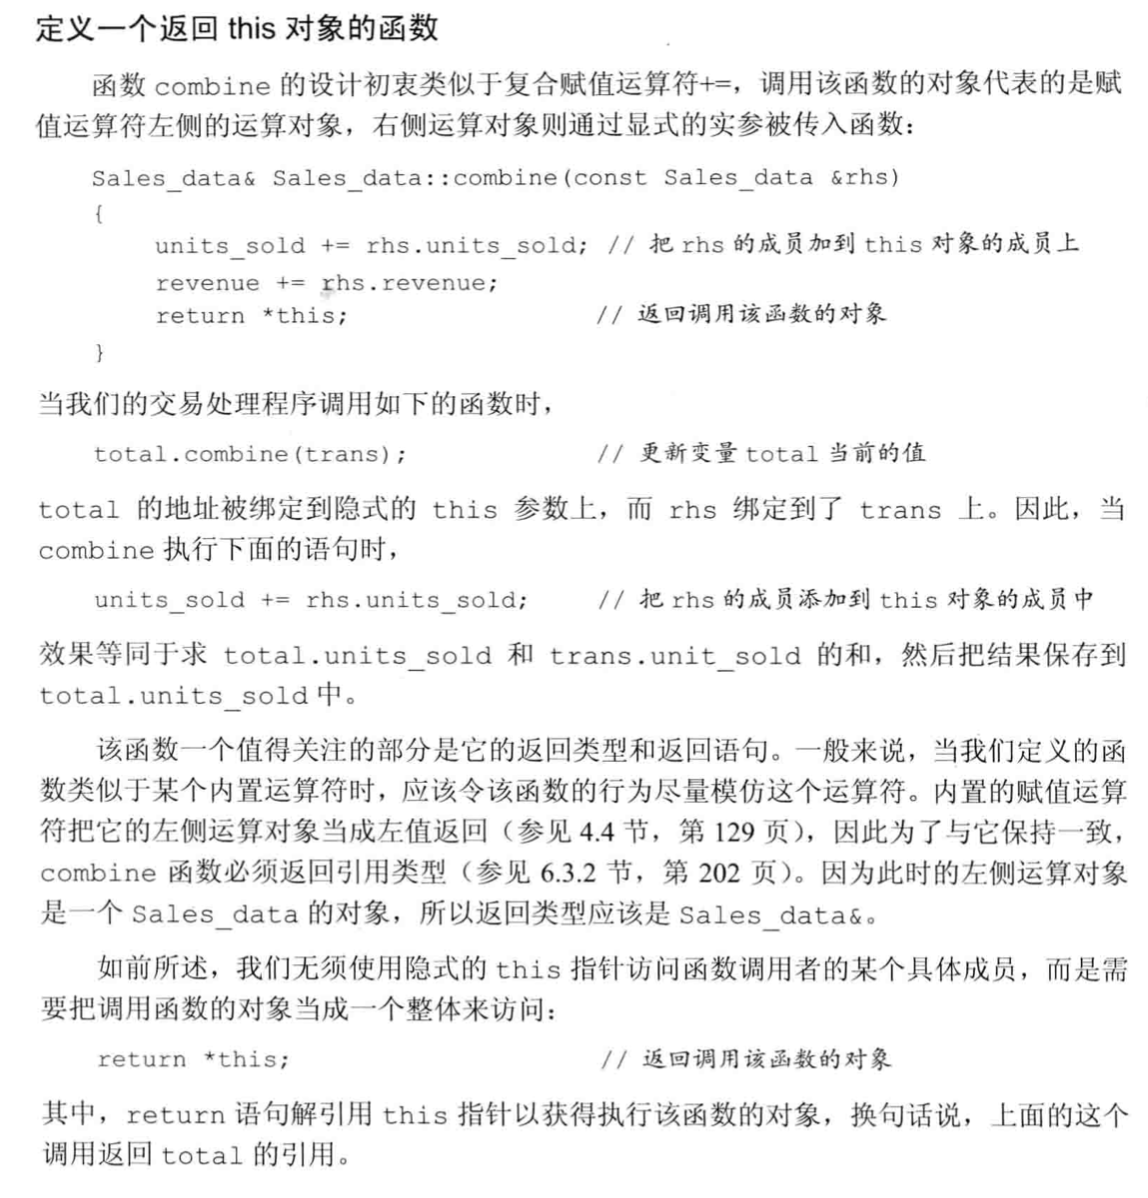 定义一个返回 this 对象的函数
函数 combine 的设计初衷类似于复合赋值运算符+=，调用该函数的对象代表的是赋
值运算符左侧的运算对象，右侧运算对象则通过显式的实参被传入函数：
Sales_data& Sales_data::combine(const Sales_data &rhs)
{
units_sold += rhs.units_sold; // 把 rhs 的成员加到 this 对象的成员上
revenue += rhs.revenue;
return *this; // 返回调用该函数的对象
}
当我们的交易处理程序调用如下的函数时，
total.combine(trans); // 更新变量 total 当前的值
total 的地址被绑定到隐式的 this 参数上，而 rhs 绑定到了 trans 上。因此，当
combine 执行下面的语句时，
units_sold += rhs.units_sold; // 把 rhs 的成员添加到 this 对象的成员中
效果等同于求 total.units_sold 和 trans.unit_sold 的和，然后把结果保存到
total.units_sold 中。
该函数一个值得关注的部分是它的返回类型和返回语句。一般来说，当我们定义的函
数类似于某个内置运算符时，应该令该函数的行为尽量模仿这个运算符。内置的赋值运算
符把它的左侧运算对象当成左值返回（参见 4.4 节，第 129 页），因此为了与它保持一致，
combine 函数必须返回引用类型（参见 6.3.2 节，第 202 页）。因为此时的左侧运算对象
是一个 Sales_data 的对象，所以返回类型应该是 Sales_data&。
如前所述，我们无须使用隐式的 this 指针访问函数调用者的某个具体成员，而是需
要把调用函数的对象当成一个整体来访问：
return *this; // 返回调用该函数的对象
其中，return 语句解引用 this 指针以获得执行该函数的对象，换句话说，上面的这个
调用返回 total 的引用。